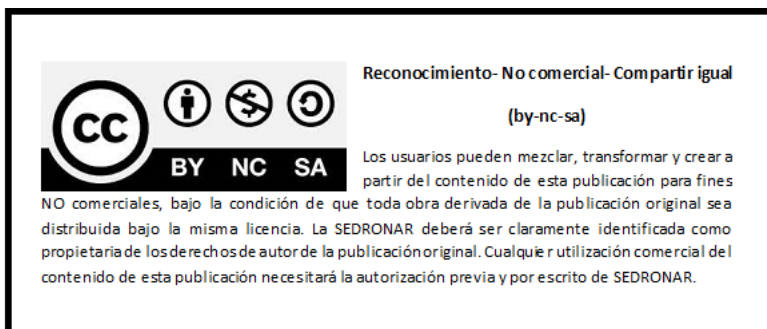 Reconocimiento- No comercial- Compartir igual
(by-nc-sa)
CC
BY NC SA
Los usuarios pueden mezclar, transformar y crear a
partir del contenido de esta publicación para fines
NO comerciales, bajo la condición de que toda obra derivada de la publicación original sea
distribuida bajo la misma licencia. La SEDRONAR deberá ser claramente identificada como
propietaria de los derechos de autor de la publicación original. Cualquier utilización comercial del
contenido de esta publicación necesitará la autorización previa y por escrito de SEDRONAR.